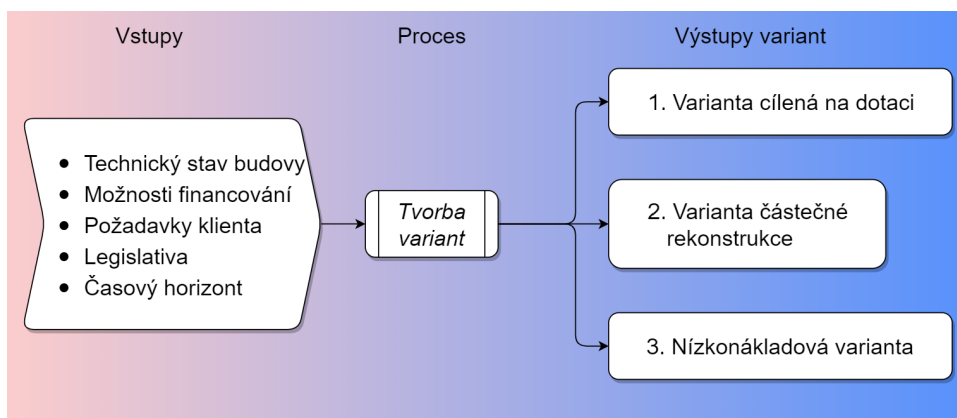 Vstupy
Proces
Výstupy variant
Technický stav budovy
Možnosti financování
Požadavky klienta
Legislativa
Časový horizont
Tvorba
variant
1. Varianta cílená na dotaci
2. Varianta částečné
rekonstrukce
3. Nízkonákladová varianta